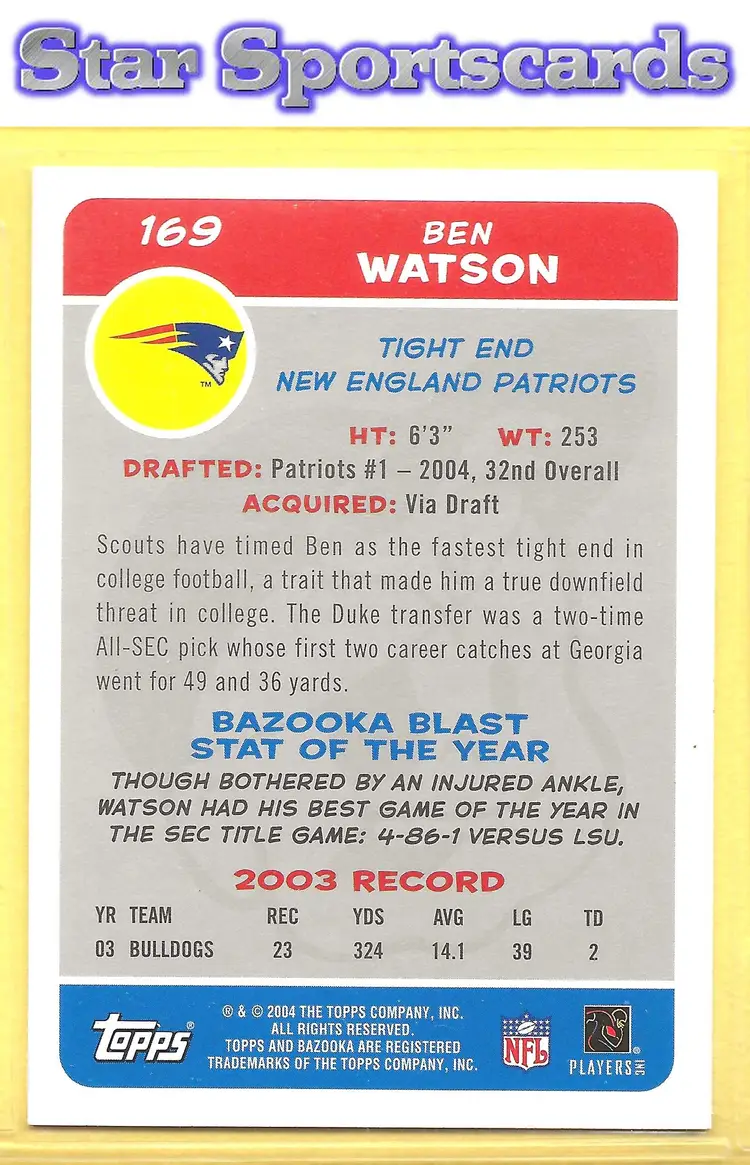 Star Sportscards
169
BEN
WATSON
TM
TIGHT END
NEW ENGLAND PATRIOTS
HT: 6'3" WT: 253
DRAFTED: Patriots #1 – 2004, 32nd Overall
ACQUIRED: Via Draft
Scouts have timed Ben as the fastest tight end in
college football, a trait that made him a true downfield
threat in college. The Duke transfer was a two-time
All-SEC pick whose first two career catches at Georgia
went for 49 and 36 yards.
BAZOOKA BLAST
STAT OF THE YEAR
THOUGH BOTHERED BY AN INJURED ANKLE,
WATSON HAD HIS BEST GAME OF THE YEAR IN
THE SEC TITLE GAME: 4-86-1 VERSUS LSU.
2003 RECORD
YR TEAM REC YDS AVG LG TD
03 BULLDOGS 23 324 14.1 39 2
topps®
® & © 2004 THE TOPPS COMPANY, INC.
ALL RIGHTS RESERVED.
TOPPS AND BAZOOKA ARE REGISTERED
TRADEMARKS OF THE TOPPS COMPANY, INC.
NFL
PLAYERS INC